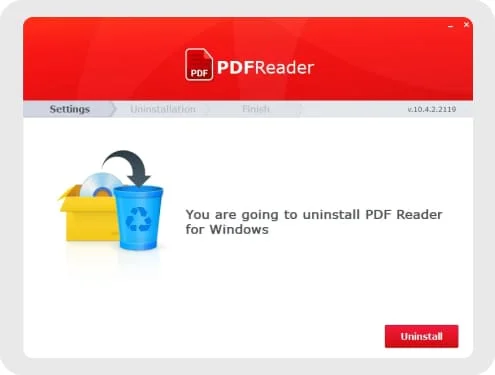 PDF PDFReader
Settings Uninstallation Finish v.10.4.2.2119
You are going to uninstall PDF Reader
for Windows
Uninstall